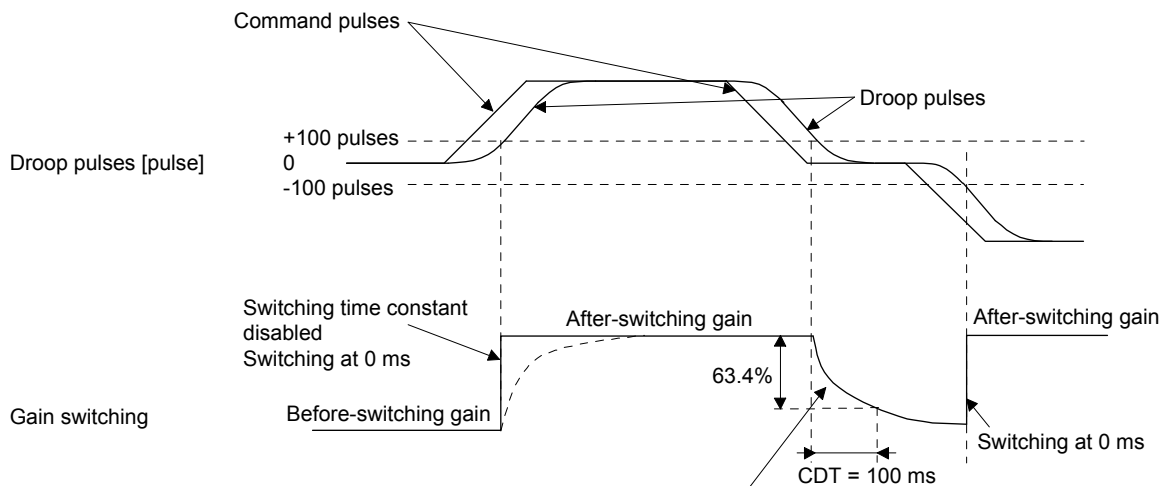 Command pulses
Droop pulses
+100 pulses
Droop pulses [pulse]
0
-100 pulses
Switching time constant
disabled
Switching at 0 ms
After-switching gain
After-switching gain
63.4%
Gain switching
Before-switching gain
Switching at 0 ms
CDT = 100 ms